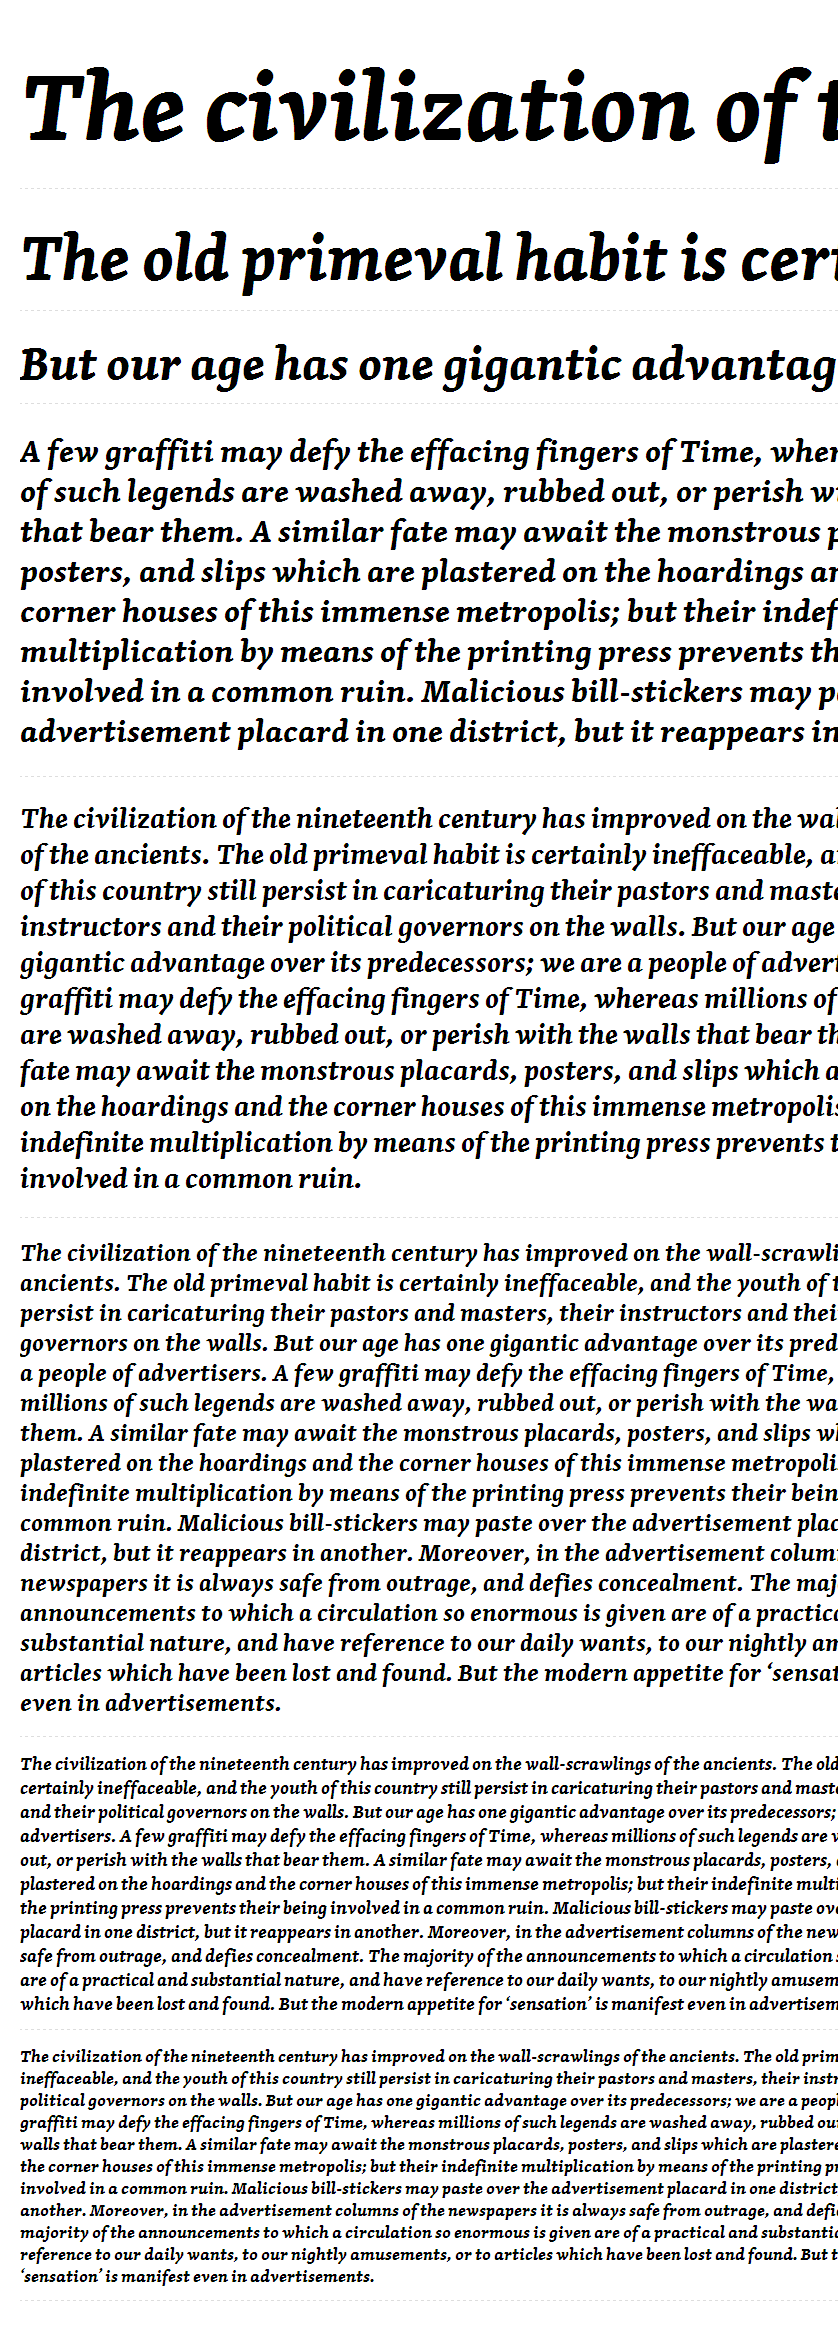 The civilization of
The old primeval habit is
But our age has one gigantic
A few graffiti may defy the effacing fingers of Time,
of such legends are washed away, rubbed out, or perish
that bear them. A similar fate may await the monstrous
posters, and slips which are plastered on the hoardings
corner houses of this immense metropolis; but their
multiplication by means of the printing press prevents
involved in a common ruin. Malicious bill-stickers may
advertisement placard in one district, but it reappears in
The civilization of the nineteenth century has improved on the
of the ancients. The old primeval habit is certainly ineffaceable,
of this country still persist in caricaturing their pastors and
instructors and their political governors on the walls. But our age
gigantic advantage over its predecessors; we are a people of
graffiti may defy the effacing fingers of Time, whereas millions of
are washed away, rubbed out, or perish with the walls that bear
fate may await the monstrous placards, posters, and slips which
on the hoardings and the corner houses of this immense
indefinite multiplication by means of the printing press prevents
involved in a common ruin.
The civilization of the nineteenth century has improved on the
ancients. The old primeval habit is certainly ineffaceable, and the youth of
persist in caricaturing their pastors and masters, their instructors and
governors on the walls. But our age has one gigantic advantage over its
a people of advertisers. A few graffiti may defy the effacing fingers of Time,
millions of such legends are washed away, rubbed out, or perish with the
them. A similar fate may await the monstrous placards, posters, and slips
plastered on the hoardings and the corner houses of this immense
indefinite multiplication by means of the printing press prevents their
common ruin. Malicious bill-stickers may paste over the advertisement
district, but it reappears in another. Moreover, in the advertisement
newspapers it is always safe from outrage, and defies concealment. The
announcements to which a circulation so enormous is given are of a
substantial nature, and have reference to our daily wants, to our nightly
articles which have been lost and found. But the modern appetite for
even in advertisements.
The civilization of the nineteenth century has improved on the wall-scrawlings of the ancients. The old
certainly ineffaceable, and the youth of this country still persist in caricaturing their pastors and
and their political governors on the walls. But our age has one gigantic advantage over its predecessors;
advertisers. A few graffiti may defy the effacing fingers of Time, whereas millions of such legends are
out, or perish with the walls that bear them. A similar fate may await the monstrous placards, posters,
plastered on the hoardings and the corner houses of this immense metropolis; but their indefinite
the printing press prevents their being involved in a common ruin. Malicious bill-stickers may paste
placard in one district, but it reappears in another. Moreover, in the advertisement columns of the
safe from outrage, and defies concealment. The majority of the announcements to which a circulation
are of a practical and substantial nature, and have reference to our daily wants, to our nightly
which have been lost and found. But the modern appetite for ‘sensation’ is manifest even in
The civilization of the nineteenth century has improved on the wall-scrawlings of the ancients. The old
ineffaceable, and the youth of this country still persist in caricaturing their pastors and masters, their
political governors on the walls. But our age has one gigantic advantage over its predecessors; we are a
graffiti may defy the effacing fingers of Time, whereas millions of such legends are washed away, rubbed
walls that bear them. A similar fate may await the monstrous placards, posters, and slips which are
the corner houses of this immense metropolis; but their indefinite multiplication by means of the printing
involved in a common ruin. Malicious bill-stickers may paste over the advertisement placard in one district,
another. Moreover, in the advertisement columns of the newspapers it is always safe from outrage, and
majority of the announcements to which a circulation so enormous is given are of a practical and
reference to our daily wants, to our nightly amusements, or to articles which have been lost and found. But
‘sensation’ is manifest even in advertisements.